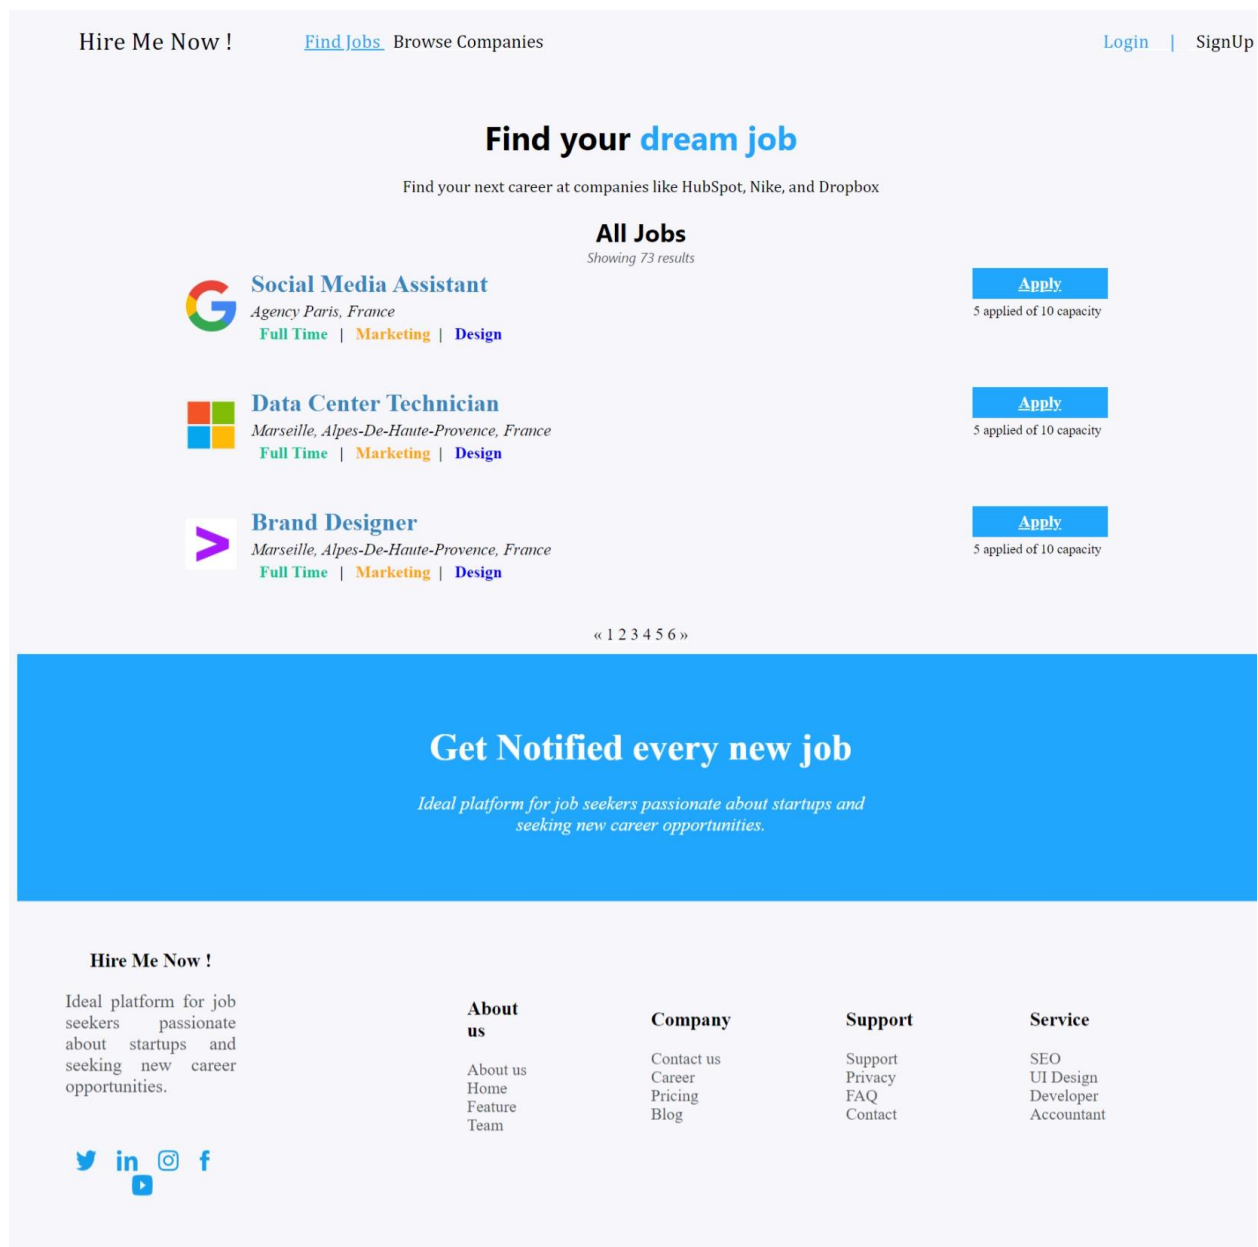 Hire Me Now ! Find Jobs Browse Companies Login | SignUp
Find your dream job
Find your next career at companies like HubSpot, Nike, and Dropbox
All Jobs
Showing 73 results
Social Media Assistant
Agency Paris, France
Full Time | Marketing | Design
Apply
5 applied of 10 capacity
Data Center Technician
Marseille, Alpes-De-Haute-Provence, France
Full Time | Marketing | Design
Apply
5 applied of 10 capacity
Brand Designer
Marseille, Alpes-De-Haute-Provence, France
Full Time | Marketing | Design
Apply
5 applied of 10 capacity
« 1 2 3 4 5 6 »
Get Notified every new job
Ideal platform for job seekers passionate about startups and
seeking new career opportunities.
Hire Me Now !
Ideal platform for job
seekers passionate
about startups and
seeking new career
opportunities.
About
us
About us
Home
Feature
Team
Company
Contact us
Career
Pricing
Blog
Support
Support
Privacy
FAQ
Contact
Service
SEO
UI Design
Developer
Accountant